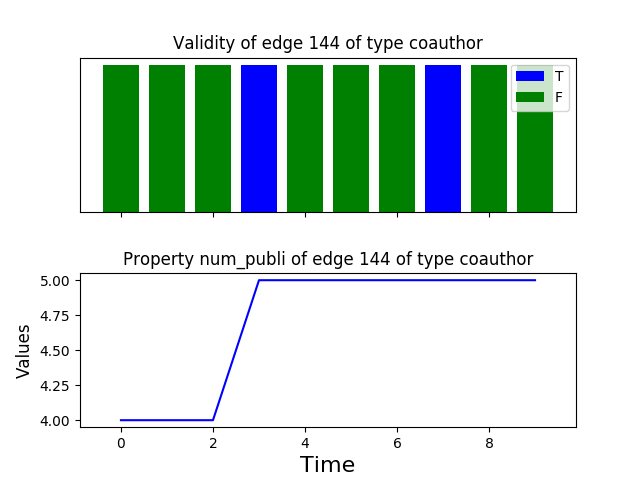 Validity of edge 144 of type coauthor
T
F
Property num_publi of edge 144 of type coauthor
5.00
4.75
4.50
4.25
4.00
Values
0 2 4 6 8
Time